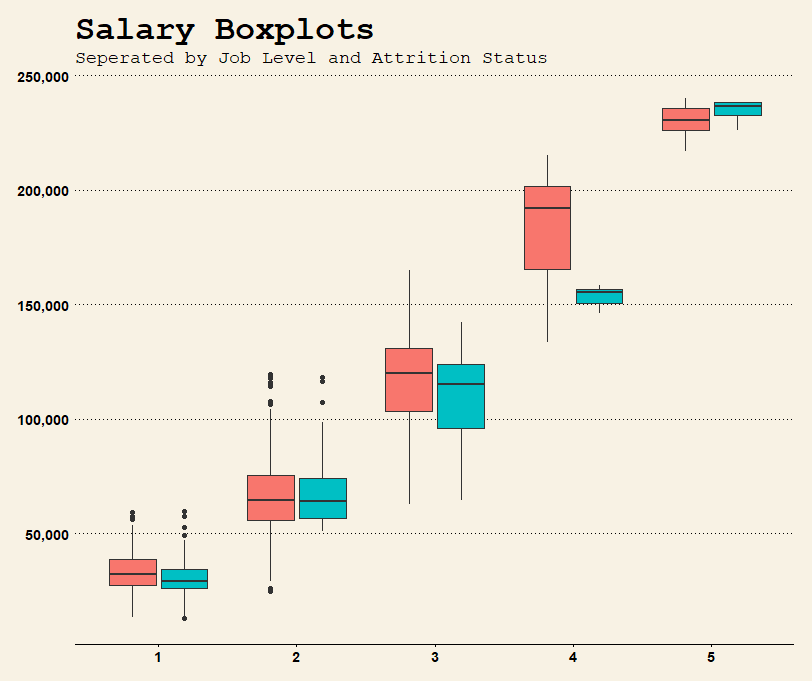 Salary Boxplots
Seperated by Job Level and Attrition Status
250,000
200,000
150,000
100,000
50,000
1 2 3 4 5